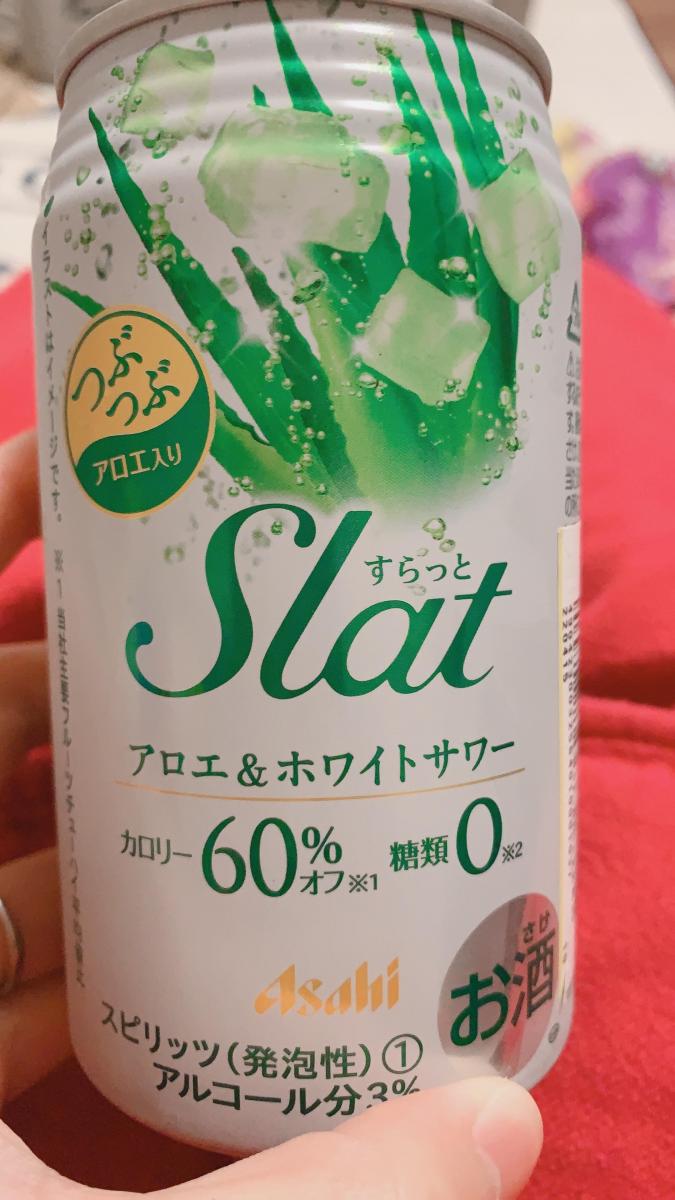 つぶつぶ
アロエ入り
イラストはイメージです。
すらっと
Slat
アロエ&ホワイトサワー
カロリー60%オフ※1 糖類0※2
Asahi
さけ
お酒
スピリッツ(発泡性)①
アルコール分3%